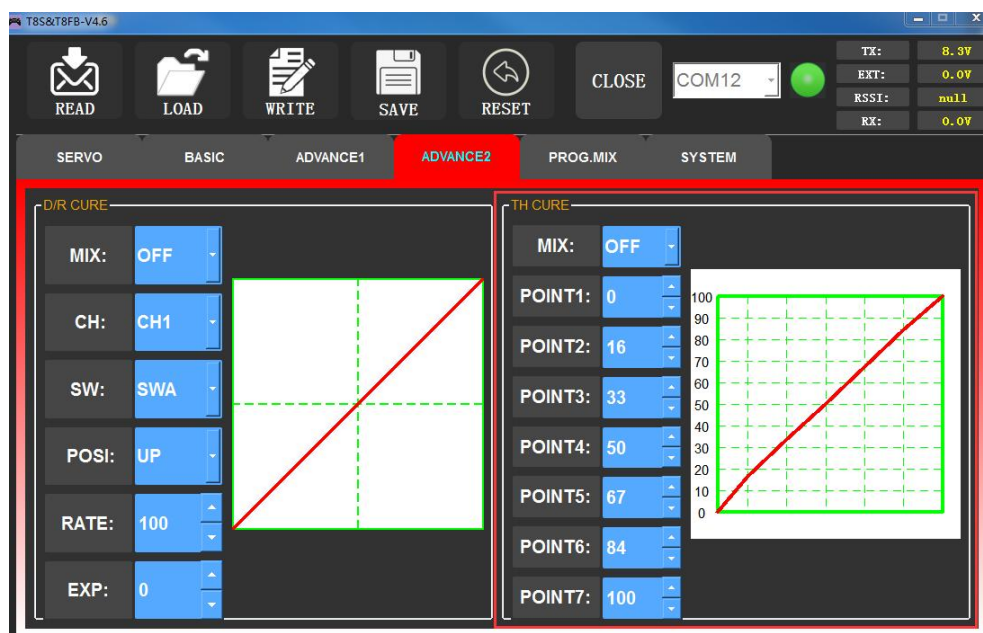 T8S&T8FB-V4.6
READ
LOAD
WRITE
SAVE
RESET
CLOSE
COM12
TX: 8.3V
EXT: 0.0V
RSSI: null
RX: 0.0V
SERVO
BASIC
ADVANCE1
ADVANCE2
PROG.MIX
SYSTEM
D/R CURE
MIX: OFF
CH: CH1
SW: SWA
POSI: UP
RATE: 100
EXP: 0
TH CURE
MIX: OFF
POINT1: 0
POINT2: 16
POINT3: 33
POINT4: 50
POINT5: 67
POINT6: 84
POINT7: 100
100
90
80
70
60
50
40
30
20
10
0